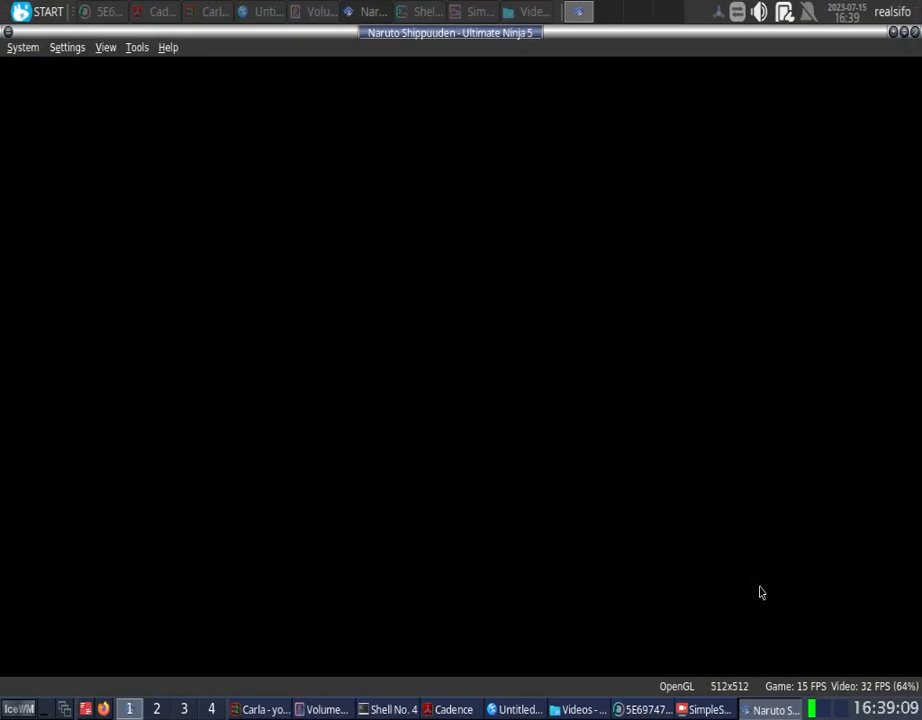 START 5E6... Cad... Carl... Unti... Volu... Nar... Shel... Sim... Vide... 2023-07-15 16:39 realsifo
Naruto Shippuuden - Ultimate Ninja 5
System Settings View Tools Help
OpenGL 512x512 Game: 15 FPS Video: 32 FPS (64%)
IceWM 1 2 3 4 Carla - yo... Volume... Shell No. 4 Cadence Untitled... Videos - ... 5E69747... SimpleS... Naruto S... 16:39:09